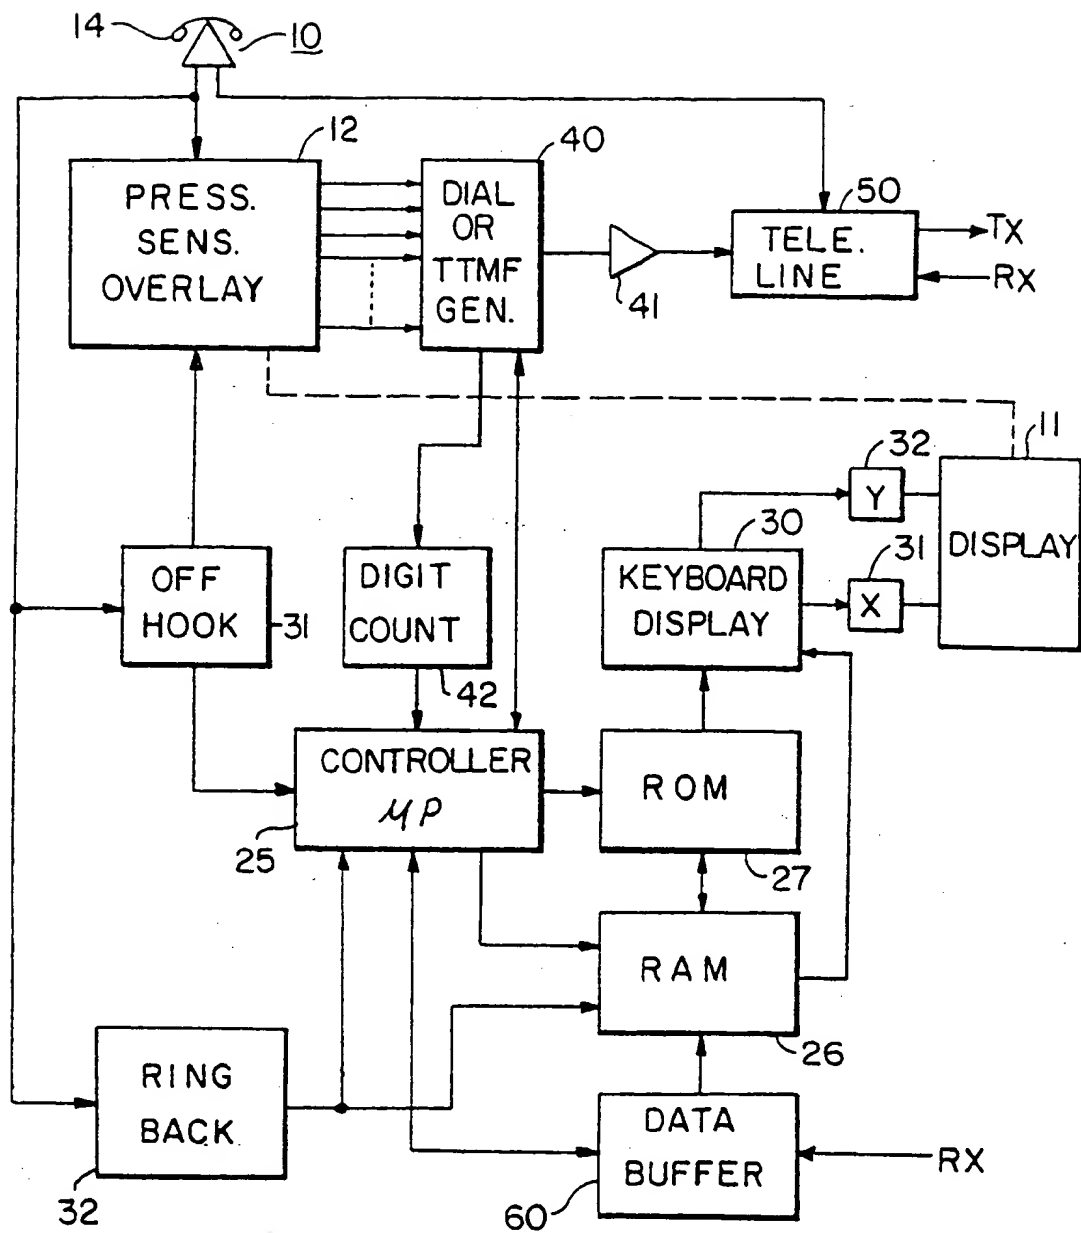 14
10
12
PRESS.
SENS.
OVERLAY
40
DIAL
OR
TTMF
GEN.
41
50
TELE.
LINE
TX
RX
11
DISPLAY
32
Y
31
X
30
KEYBOARD
DISPLAY
OFF
HOOK
31
DIGIT
COUNT
42
CONTROLLER
μP
25
ROM
27
RAM
26
RING
BACK
32
DATA
BUFFER
60
RX